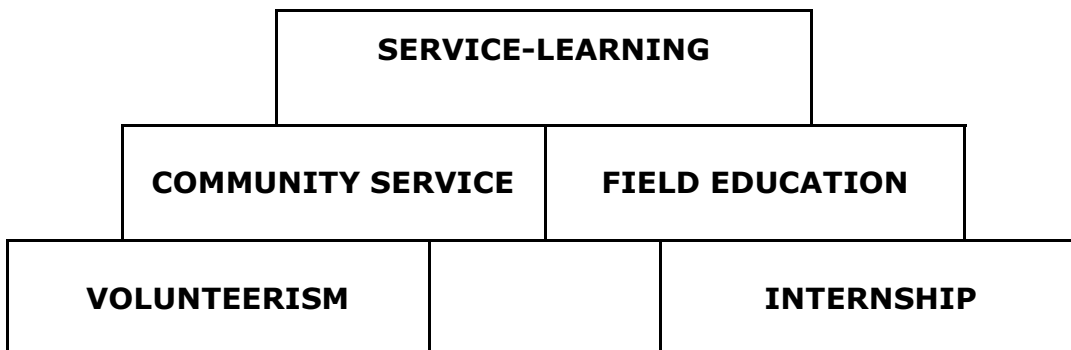 SERVICE-LEARNING
COMMUNITY SERVICE FIELD EDUCATION
VOLUNTEERISM INTERNSHIP